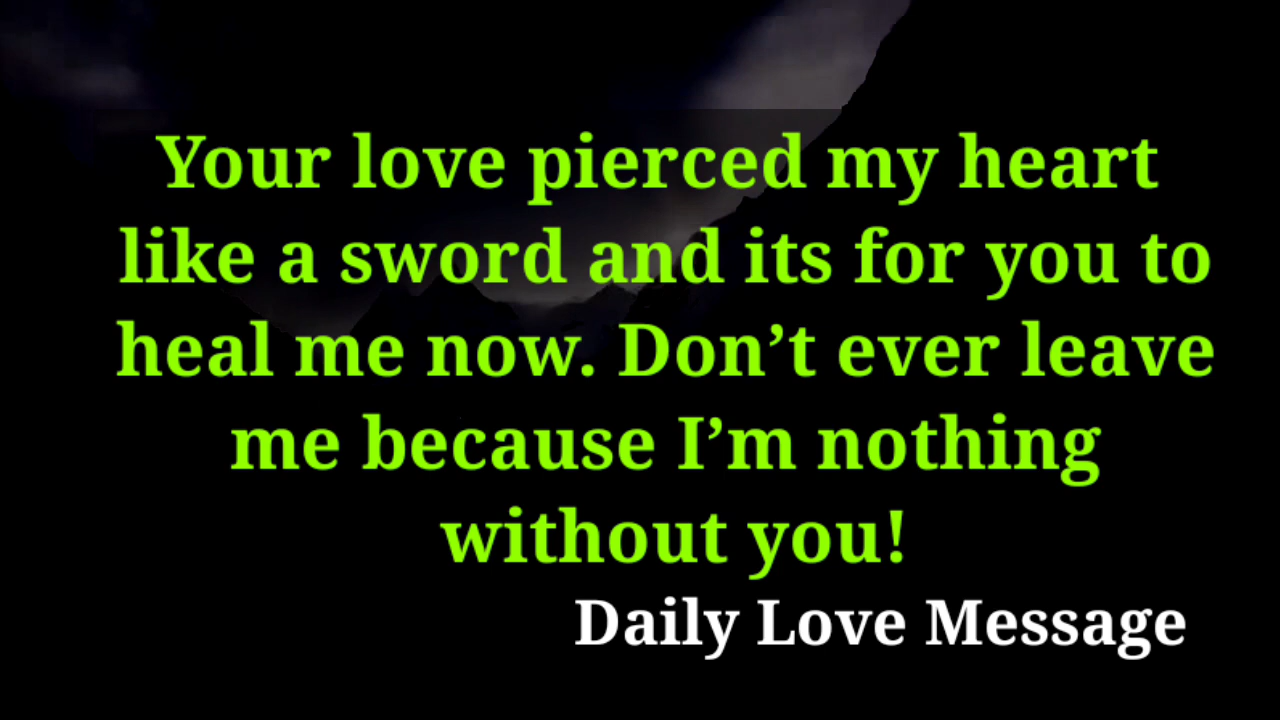 Your love pierced my heart
like a sword and its for you to
heal me now. Don’t ever leave
me because I’m nothing
without you!
Daily Love Message